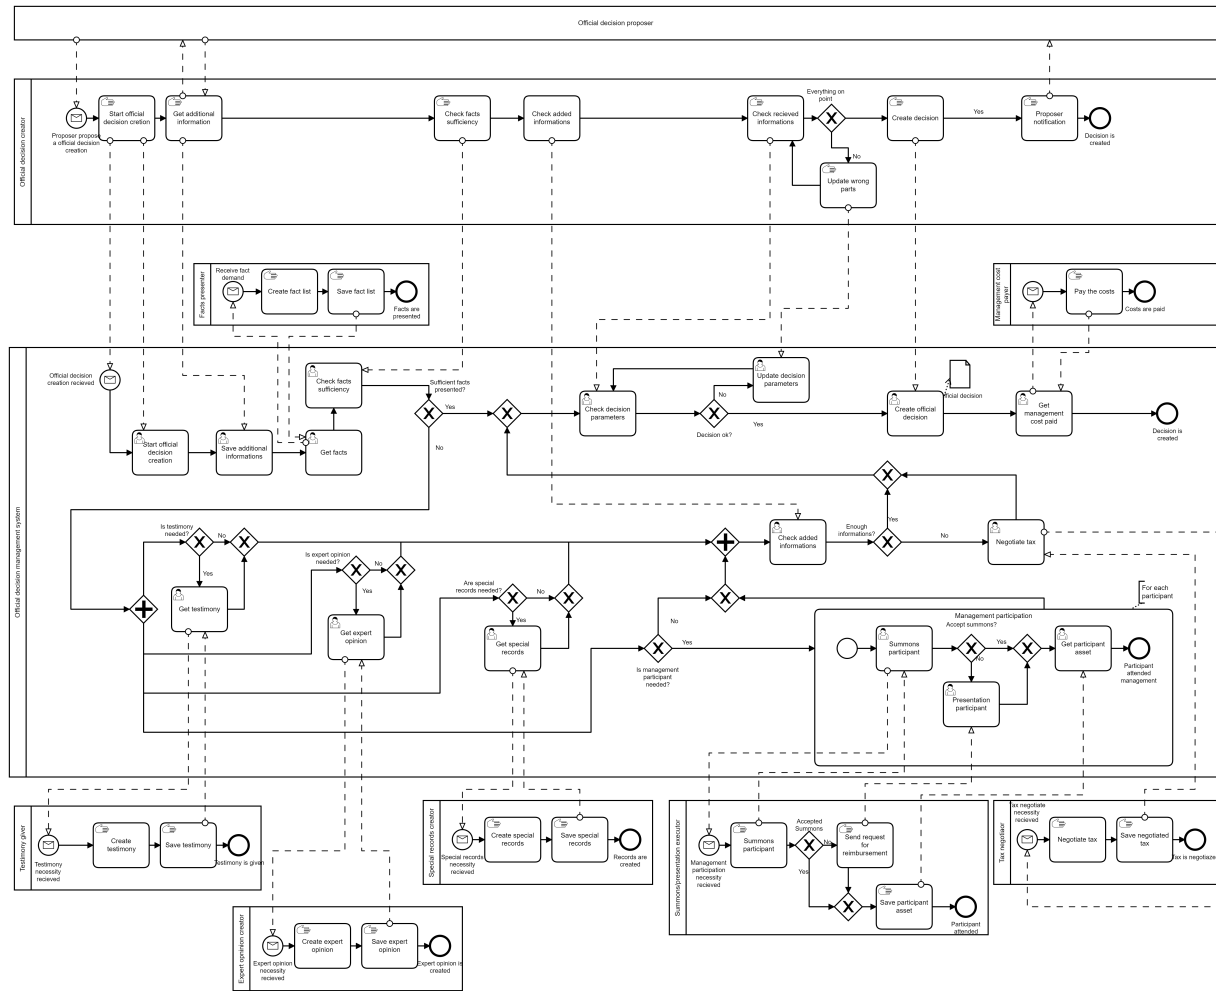 Official decision proposer
Official decision creator
Proposer propose
a official decision
creation
Start official
decision cretion
Get additional
information
Check facts
sufficiency
Check added
informations
Check recieved
informations
Everything on
point
No
Update wrong
parts
Create decision
Yes
Proposer
notification
Decision is
created
Facts presenter
Receive fact
demand
Create fact list
Save fact list
Facts are
presented
Management cost
payer
Pay the costs
Costs are paid
Official decision management system
Official decision
creation recieved
Start official
decision
creation
Save additional
informations
Get facts
Check facts
sufficiency
Sufficient facts
presented?
Yes
No
Check decision
parameters
Decision ok?
No
Yes
Update decision
parameters
Create official
decision
official decision
Get
management
cost paid
Decision is
created
Is testimony
needed?
No
Yes
Get testimony
Is expert opinion
needed?
No
Yes
Get expert
opinion
Are special
records needed?
No
Yes
Get special
records
Is management
participant
needed?
No
Yes
Check added
informations
Enough
informations?
Yes
No
Negotiate tax
For each
participant
Management participation
Summons
participant
Accept summons?
Yes
No
Presentation
participant
Get participant
asset
Participant
attended
management
Testimony giver
Testimony
necessity
recieved
Create
testimony
Save testimony
Testimony is given
Expert opninion creator
Expert opinion
necessity
recieved
Create expert
opinion
Save expert
opinion
Expert opinion is
created
Special records creator
Special records
necessity
recieved
Create special
records
Save special
records
Records are
created
Summons/presentation executor
Management
participation
necessity
recieved
Summons
participant
Accepted
Summons
No
Yes
Send request
for
reimbursement
Save participant
asset
Participant
attended
Tax negotiaor
Tax negotiate
necessity
recieved
Negotiate tax
Save negotiated
tax
Tax is negotiaze